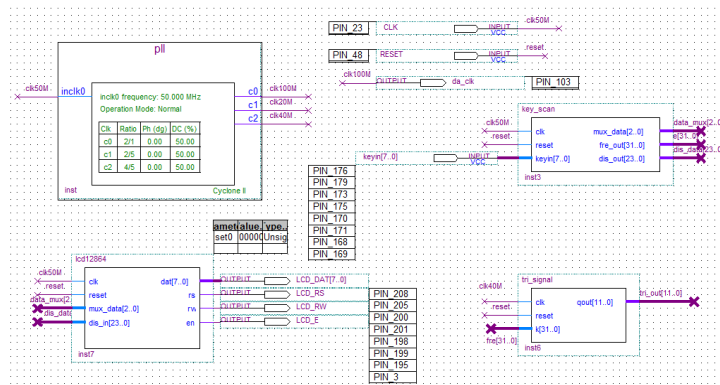 pll
clk50M
inclk0
inclk0 frequency: 50.000 MHz
Operation Mode: Normal
Clk Ratio Ph (dg) DC (%)
c0 2/1 0.00 50.00
c1 2/5 0.00 50.00
c2 4/5 0.00 50.00
c0 clk100M
c1 clk20M
c2 clk40M
inst
Cyclone II
PIN_23 CLK INPUT VCC clk50M
PIN_48 RESET INPUT VCC reset
clk100M OUTPUT da_clk PIN_103
key_scan
clk50M clk mux_data[2..0] data_mux[2..
reset reset fre_out[31..0] e[31..0]
keyin[7..0] INPUT VCC keyin[7..0] dis_out[23..0]
inst3
PIN_176
PIN_179
PIN_173
PIN_175
PIN_170
PIN_171
PIN_168
PIN_169
lcd12864
clk50M clk dat[7..0] OUTPUT LCD_DAT[7..0]
reset reset rs OUTPUT LCD_RS
data_mux[2.. mux_data[2..0] rw OUTPUT LCD_RW
dis_data dis_in[23..0] en OUTPUT LCD_E
inst7
PIN_208
PIN_205
PIN_200
PIN_201
PIN_198
PIN_199
PIN_195
PIN_3
tri_signal
clk40M clk qout[11..0] tri_out[11..0]
reset reset
fre[31..0] k[31..0]
inst6